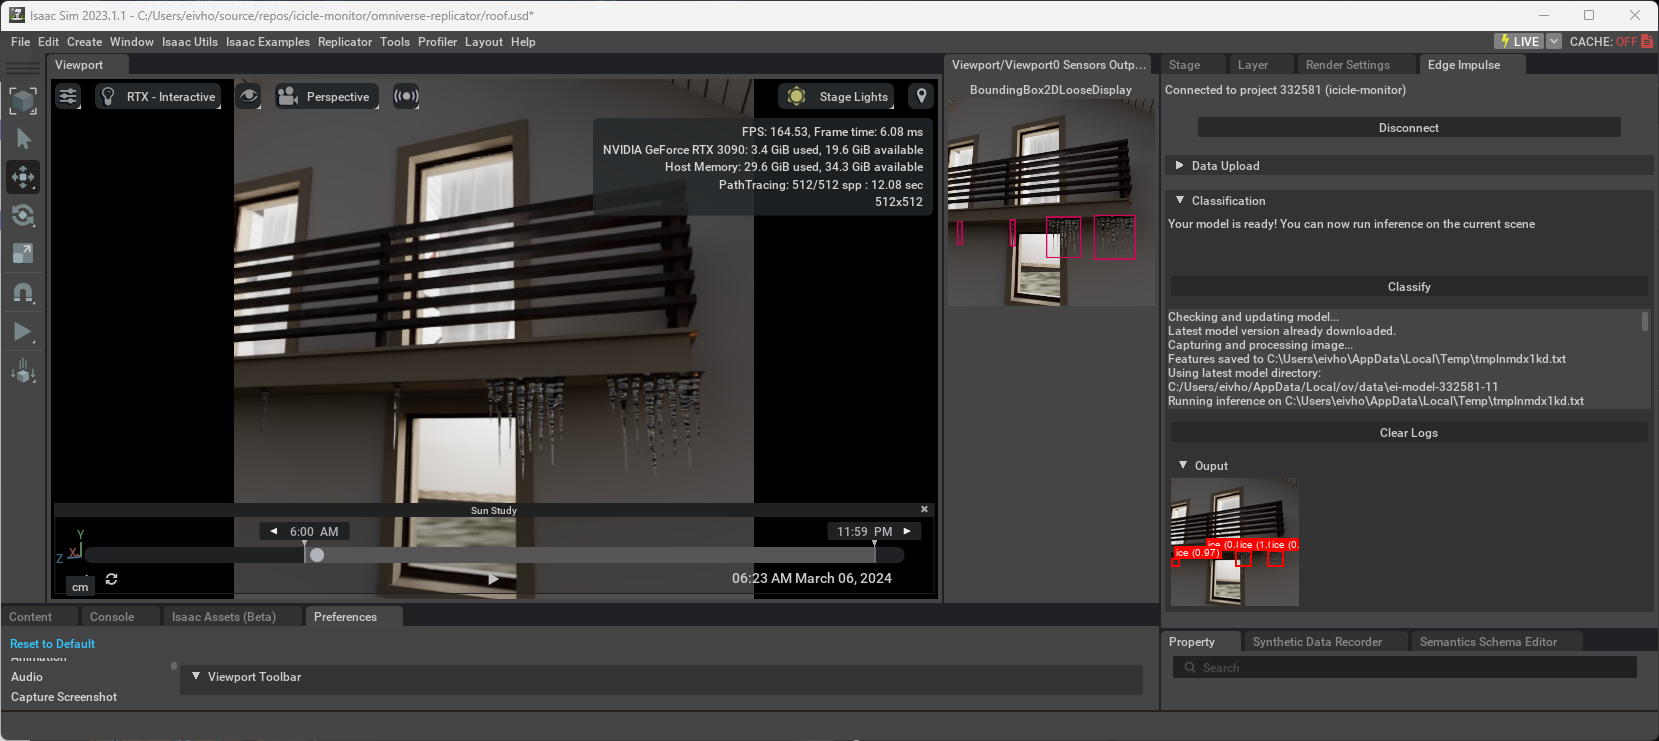 Isaac Sim 2023.1.1 - C:/Users/eivho/source/repos/icicle-monitor/omniverse-replicator/roof.usd*
File Edit Create Window Isaac Utils Isaac Examples Replicator Tools Profiler Layout Help
LIVE CACHE: OFF
Viewport
RTX - Interactive
Perspective
Stage Lights
FPS: 164.53, Frame time: 6.08 ms
NVIDIA GeForce RTX 3090: 3.4 GiB used, 19.6 GiB available
Host Memory: 29.6 GiB used, 34.3 GiB available
PathTracing: 512/512 spp : 12.08 sec
512x512
Sun Study
6:00 AM
11:59 PM
Y
Z X
cm
06:23 AM March 06, 2024
Viewport/Viewport0 Sensors Outp...
BoundingBox2DLooseDisplay
Stage Layer Render Settings Edge Impulse
Connected to project 332581 (icicle-monitor)
Disconnect
Data Upload
Classification
Your model is ready! You can now run inference on the current scene
Classify
Checking and updating model...
Latest model version already downloaded.
Capturing and processing image...
Features saved to C:\Users\eivho\AppData\Local\Temp\tmplnmdx1kd.txt
Using latest model directory:
C:/Users/eivho/AppData/Local/ov/data\ei-model-332581-11
Running inference on C:\Users\eivho\AppData\Local\Temp\tmplnmdx1kd.txt
Clear Logs
Ouput
ice (0. ice (1.( ice (0.
ice (0.97)
Content Console Isaac Assets (Beta) Preferences
Reset to Default
Animation
Audio
Capture Screenshot
Viewport Toolbar
Property Synthetic Data Recorder Semantics Schema Editor
Search